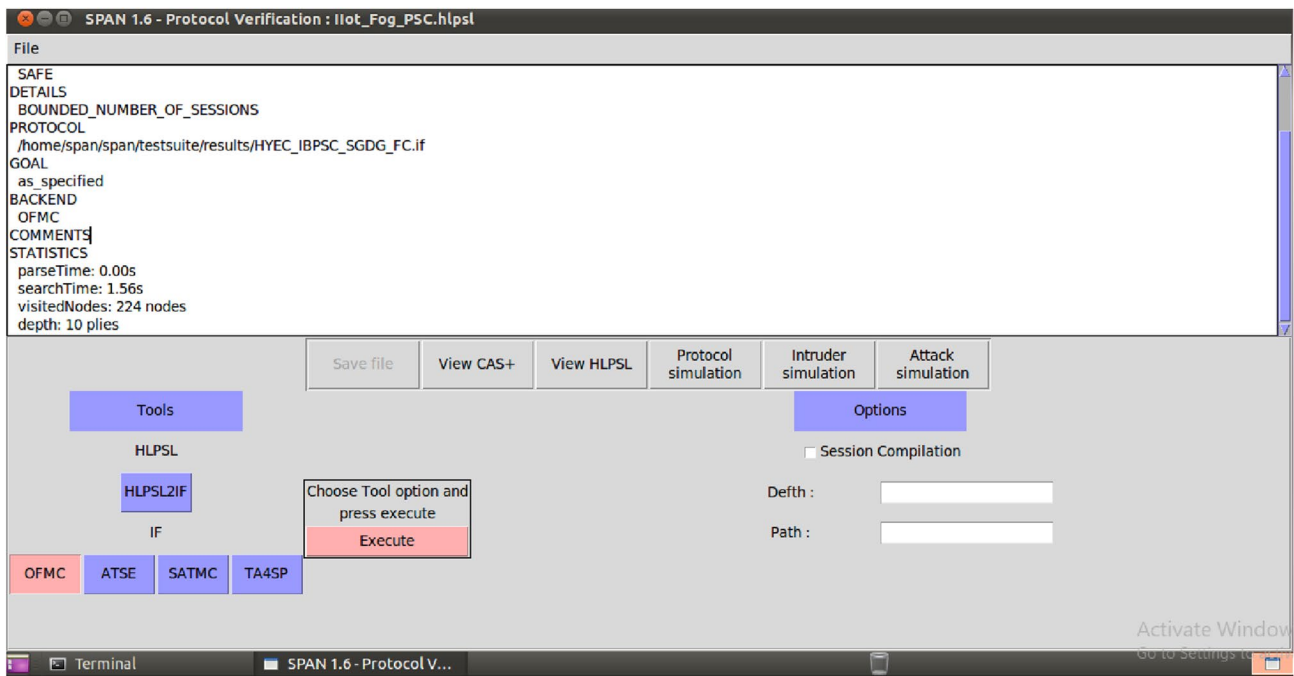 SPAN 1.6 - Protocol Verification : IIot_Fog_PSC.hlpsl
File
SAFE
DETAILS
BOUNDED_NUMBER_OF_SESSIONS
PROTOCOL
/home/span/span/testsuite/results/HYEC_IBPSC_SGDG_FC.if
GOAL
as_specified
BACKEND
OFMC
COMMENTS
STATISTICS
parseTime: 0.00s
searchTime: 1.56s
visitedNodes: 224 nodes
depth: 10 plies
Save file
View CAS+
View HLPSL
Protocol
simulation
Intruder
simulation
Attack
simulation
Tools
Options
HLPSL
Session Compilation
HLPSL2IF
Choose Tool option and
press execute
Execute
Defth :
IF
Path :
OFMC
ATSE
SATMC
TA4SP
Activate Window
Go to Settings to
Terminal
SPAN 1.6 - Protocol V...